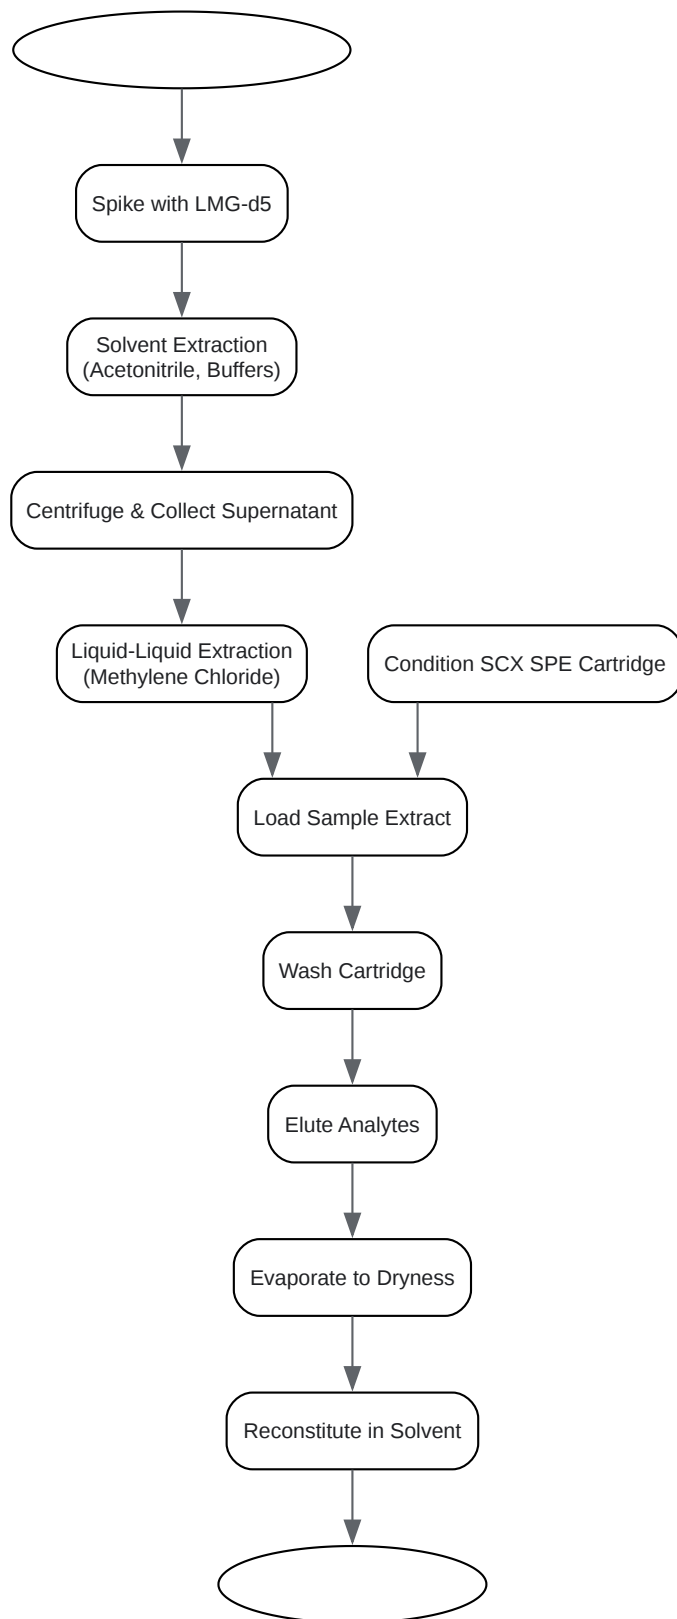 Spike with LMG-d5
Solvent Extraction
(Acetonitrile, Buffers)
Centrifuge & Collect Supernatant
Liquid-Liquid Extraction
(Methylene Chloride)
Condition SCX SPE Cartridge
Load Sample Extract
Wash Cartridge
Elute Analytes
Evaporate to Dryness
Reconstitute in Solvent